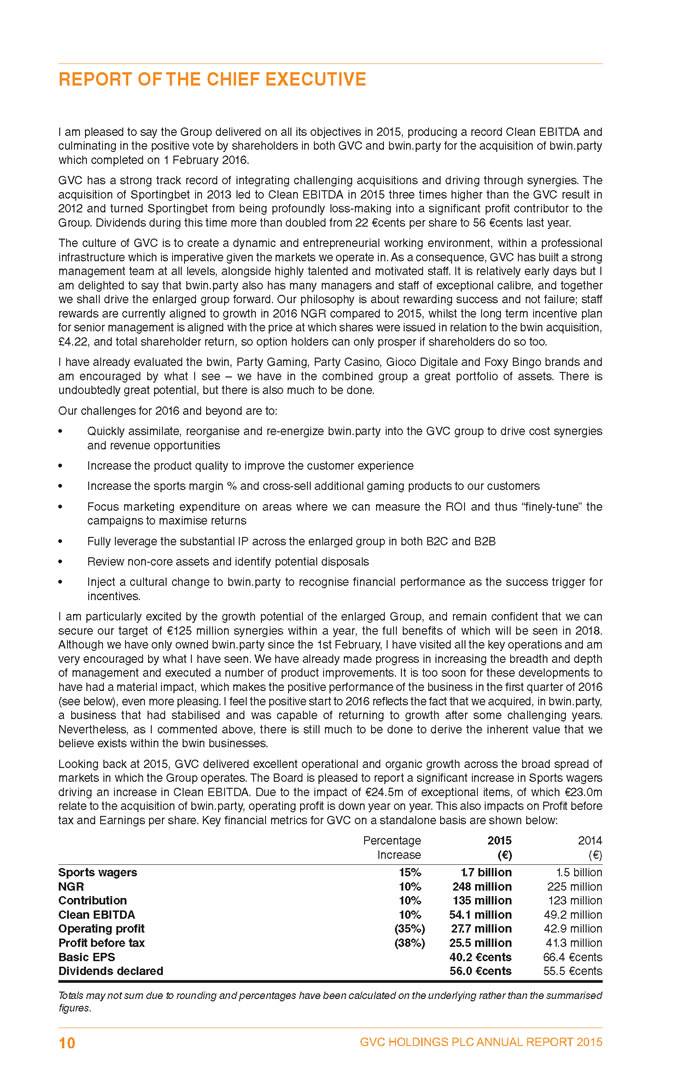 REPORT OF THE CHIEF EXECUTIVE
I am pleased to say the Group delivered on all its objectives in 2015, producing a record Clean EBITDA and
culminating in the positive vote by shareholders in both GVC and bwin.party for the acquisition of bwin.party
which completed on 1 February 2016.
GVC has a strong track record of integrating challenging acquisitions and driving through synergies. The
acquisition of Sportingbet in 2013 led to Clean EBITDA in 2015 three times higher than the GVC result in
2012 and turned Sportingbet from being profoundly loss-making into a significant profit contributor to the
Group. Dividends during this time more than doubled from 22 €cents per share to 56 €cents last year.
The culture of GVC is to create a dynamic and entrepreneurial working environment, within a professional
infrastructure which is imperative given the markets we operate in. As a consequence, GVC has built a strong
management team at all levels, alongside highly talented and motivated staff. It is relatively early days but I
am delighted to say that bwin.party also has many managers and staff of exceptional calibre, and together
we shall drive the enlarged group forward. Our philosophy is about rewarding success and not failure; staff
rewards are currently aligned to growth in 2016 NGR compared to 2015, whilst the long term incentive plan
for senior management is aligned with the price at which shares were issued in relation to the bwin acquisition,
£4.22, and total shareholder return, so option holders can only prosper if shareholders do so too.
I have already evaluated the bwin, Party Gaming, Party Casino, Gioco Digitale and Foxy Bingo brands and
am encouraged by what I see – we have in the combined group a great portfolio of assets. There is
undoubtedly great potential, but there is also much to be done.
Our challenges for 2016 and beyond are to:
• Quickly assimilate, reorganise and re-energize bwin.party into the GVC group to drive cost synergies
and revenue opportunities
• Increase the product quality to improve the customer experience
• Increase the sports margin % and cross-sell additional gaming products to our customers
• Focus marketing expenditure on areas where we can measure the ROI and thus “finely-tune” the
campaigns to maximise returns
• Fully leverage the substantial IP across the enlarged group in both B2C and B2B
• Review non-core assets and identify potential disposals
• Inject a cultural change to bwin.party to recognise financial performance as the success trigger for
incentives.
I am particularly excited by the growth potential of the enlarged Group, and remain confident that we can
secure our target of €125 million synergies within a year, the full benefits of which will be seen in 2018.
Although we have only owned bwin.party since the 1st February, I have visited all the key operations and am
very encouraged by what I have seen. We have already made progress in increasing the breadth and depth
of management and executed a number of product improvements. It is too soon for these developments to
have had a material impact, which makes the positive performance of the business in the first quarter of 2016
(see below), even more pleasing. I feel the positive start to 2016 reflects the fact that we acquired, in bwin.party,
a business that had stabilised and was capable of returning to growth after some challenging years.
Nevertheless, as I commented above, there is still much to be done to derive the inherent value that we
believe exists within the bwin businesses.
Looking back at 2015, GVC delivered excellent operational and organic growth across the broad spread of
markets in which the Group operates. The Board is pleased to report a significant increase in Sports wagers
driving an increase in Clean EBITDA. Due to the impact of €24.5m of exceptional items, of which €23.0m
relate to the acquisition of bwin.party, operating profit is down year on year. This also impacts on Profit before
tax and Earnings per share. Key financial metrics for GVC on a standalone basis are shown below:
Percentage 2015 2014
Increase (€) (€)
Sports wagers 15% 1.7 billion 1.5 billion
NGR 10% 248 million 225 million
Contribution 10% 135 million 123 million
Clean EBITDA 10% 54.1 million 49.2 million
Operating profit (35%) 27.7 million 42.9 million
Profit before tax (38%) 25.5 million 41.3 million
Basic EPS 40.2 €cents 66.4 €cents
Dividends declared 56.0 €cents 55.5 €cents
Totals may not sum due to rounding and percentages have been calculated on the underlying rather than the summarised
figures.
10 GVC HOLDINGS PLC ANNUAL REPORT 2015